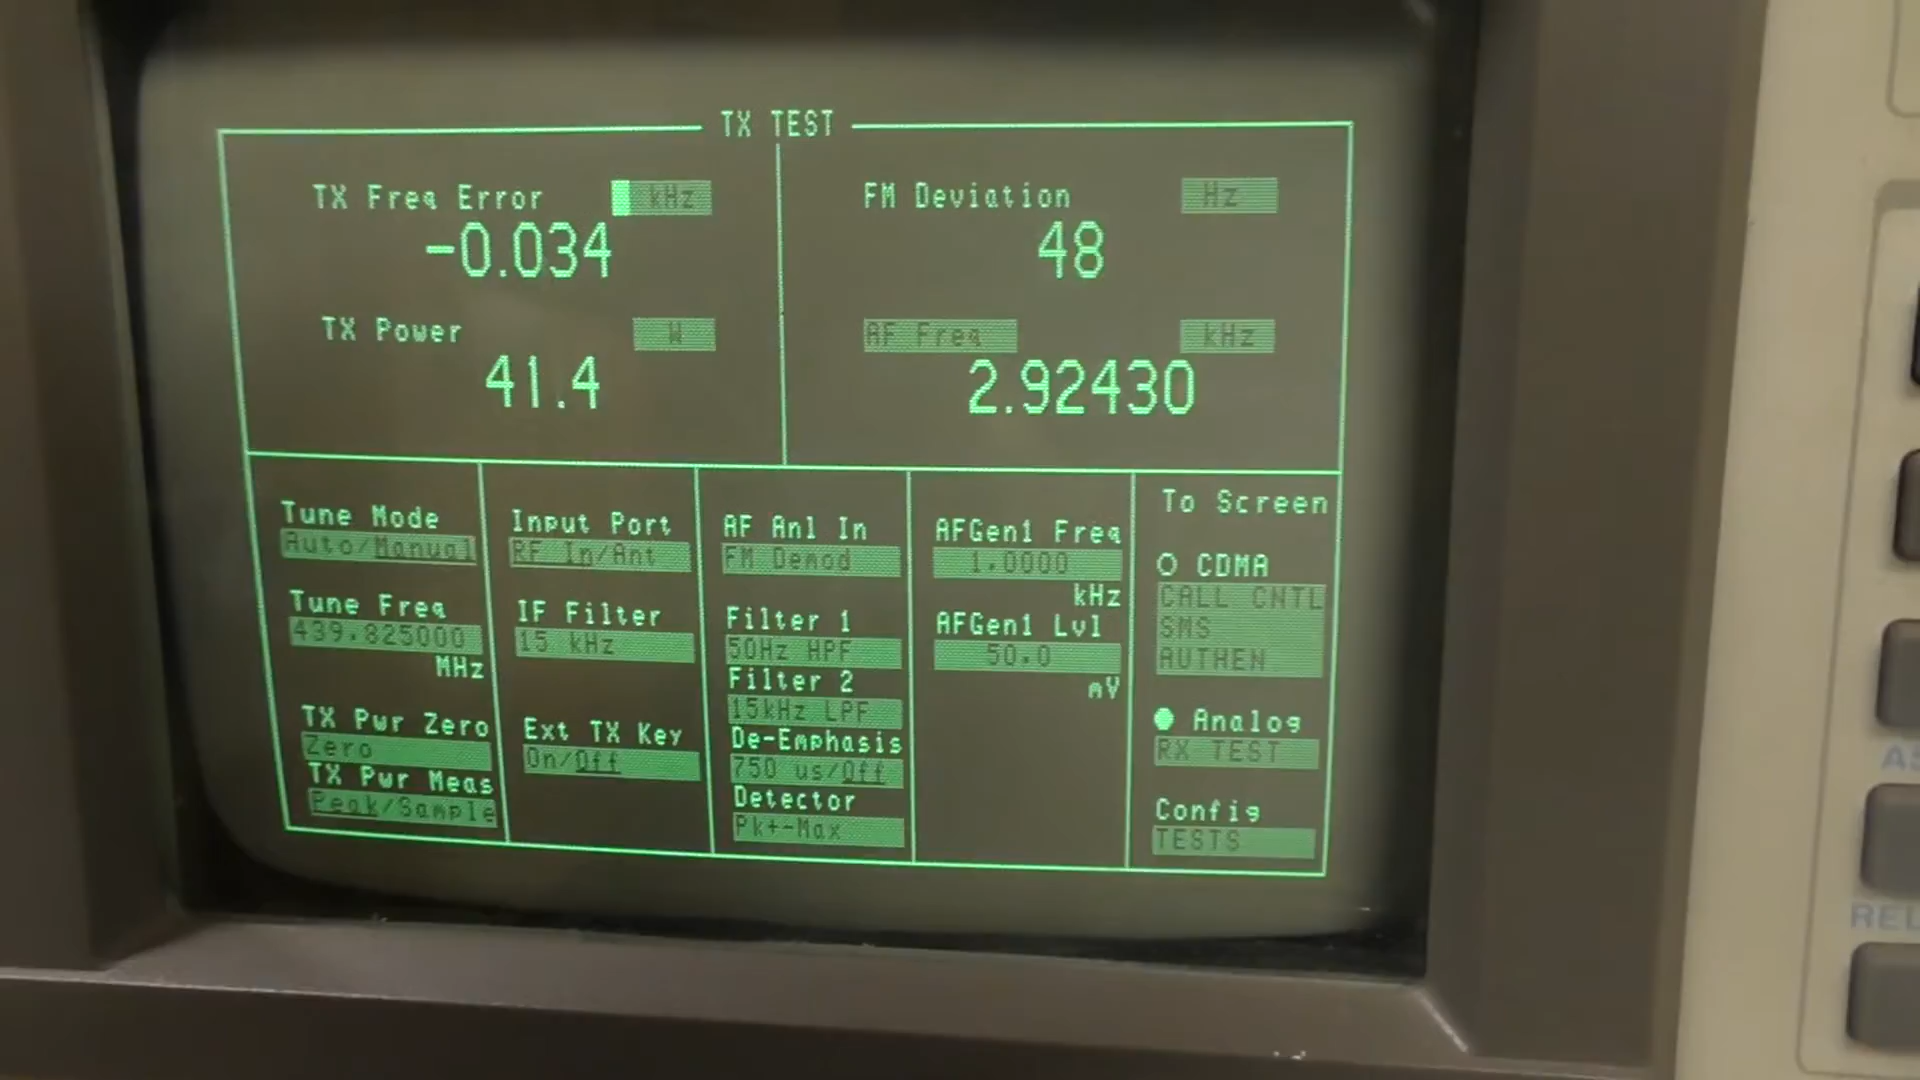 TX TEST
TX Freq Error kHz
-0.034
TX Power W
41.4
FM Deviation Hz
48
AF Freq kHz
2.92430
Tune Mode
Auto/Manual
Tune Freq
439.825000
MHz
TX Pwr Zero
Zero
TX Pwr Meas
Peak/Sample
Input Port
RF In/Ant
IF Filter
15 kHz
Ext TX Key
On/Off
AF Anl In
FM Demod
Filter 1
50Hz HPF
Filter 2
15kHz LPF
De-Emphasis
750 us/Off
Detector
Pk+-Max
AFGen1 Freq
1.0000
kHz
AFGen1 Lvl
50.0
mV
To Screen
CDMA
CALL CNTL
SMS
AUTHEN
Analog
RX TEST
Config
TESTS